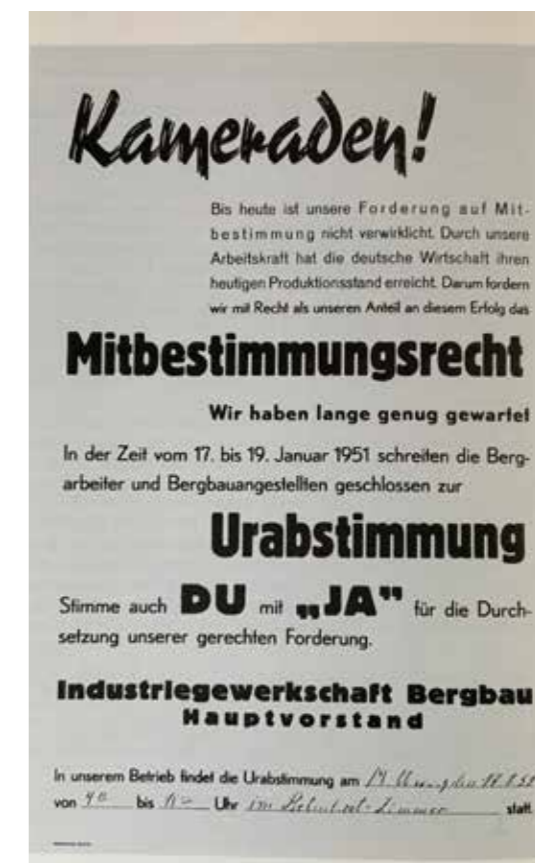 Kameraden!
Bis heute ist unsere Forderung auf Mit-
bestimmung nicht verwirklicht. Durch unsere
Arbeitskraft hat die deutsche Wirtschaft ihren
heutigen Produktionsstand erreicht. Darum fordern
wir mit Recht als unseren Anteil an diesem Erfolg das
Mitbestimmungsrecht
Wir haben lange genug gewartet
In der Zeit vom 17. bis 19. Januar 1951 schreiten die Berg-
arbeiter und Bergbauangestellten geschlossen zur
Urabstimmung
Stimme auch DU mit „JA" für die Durch-
setzung unserer gerechten Forderung.
Industriegewerkschaft Bergbau
Hauptvorstand
In unserem Betrieb findet die Urabstimmung am
von bis Uhr im statt.